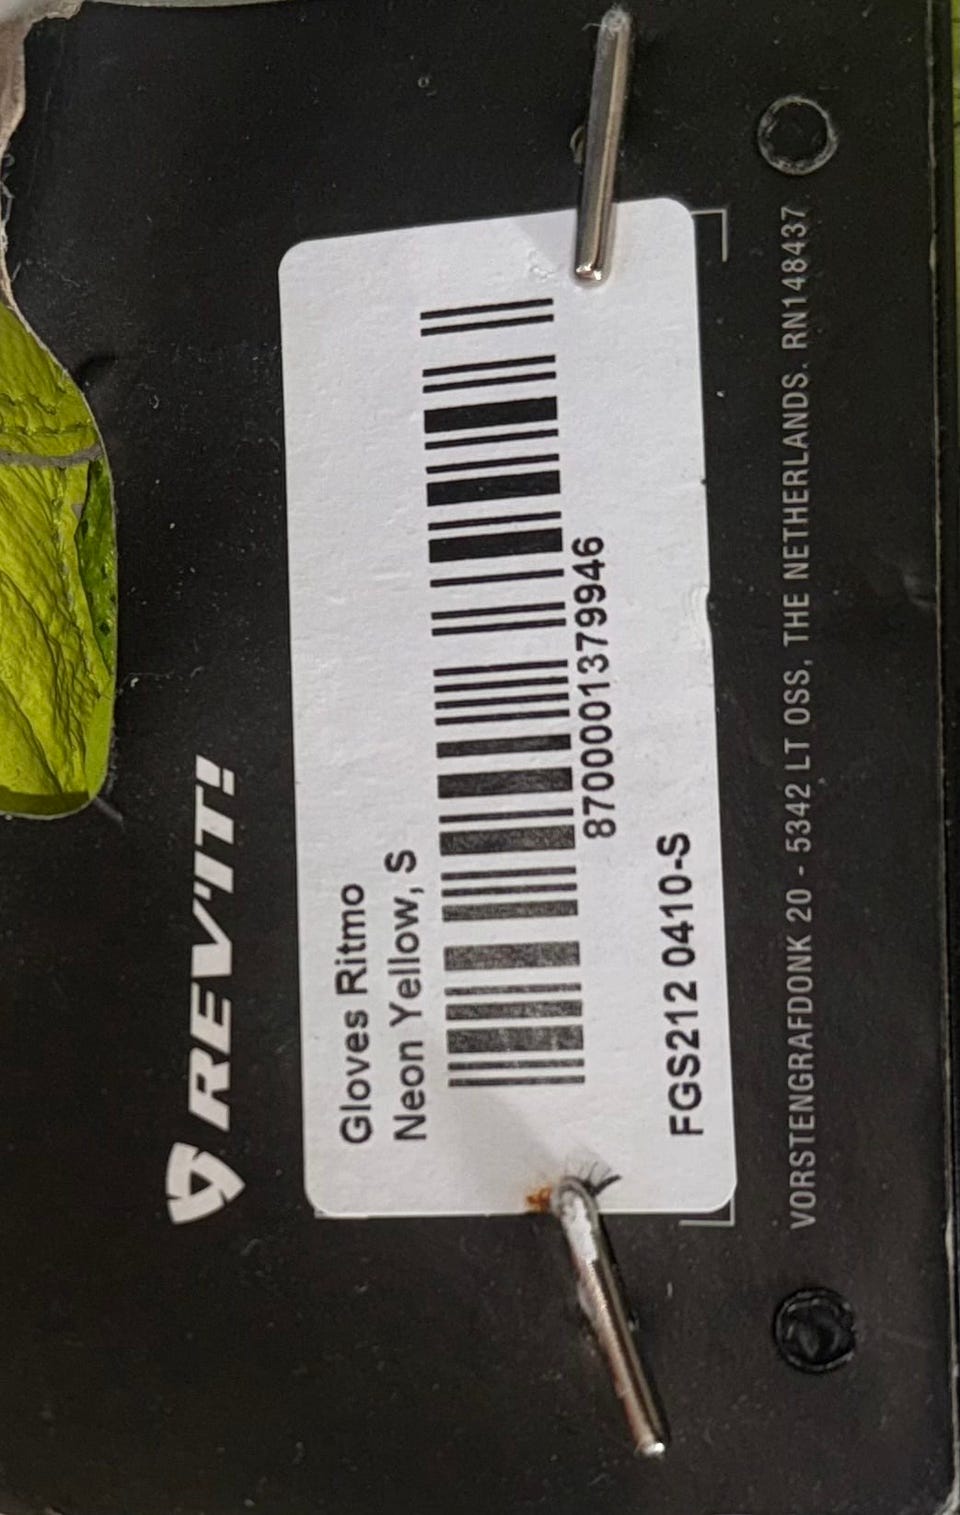 REV'IT!
Gloves Ritmo
Neon Yellow, S
8700001379946
FGS212 0410-S
VORSTENGRAFDONK 20 - 5342 LT OSS, THE NETHERLANDS. RN148437